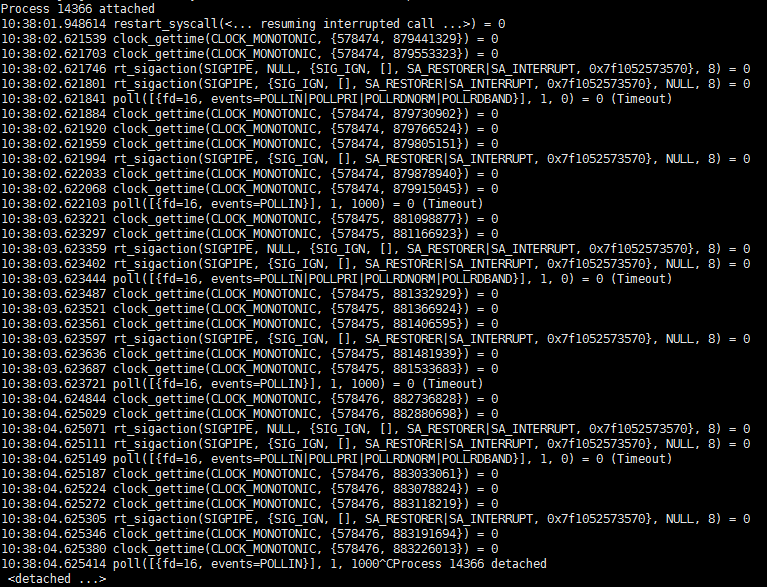 Process 14366 attached
10:38:01.948614 restart_syscall(<... resuming interrupted call ...>) = 0
10:38:02.621539 clock_gettime(CLOCK_MONOTONIC, {578474, 879441329}) = 0
10:38:02.621703 clock_gettime(CLOCK_MONOTONIC, {578474, 879553323}) = 0
10:38:02.621746 rt_sigaction(SIGPIPE, NULL, {SIG_IGN, [], SA_RESTORER|SA_INTERRUPT, 0x7f1052573570}, 8) = 0
10:38:02.621801 rt_sigaction(SIGPIPE, {SIG_IGN, [], SA_RESTORER|SA_INTERRUPT, 0x7f1052573570}, NULL, 8) = 0
10:38:02.621841 poll([{fd=16, events=POLLIN|POLLPRI|POLLRDNORM|POLLRDBAND}], 1, 0) = 0 (Timeout)
10:38:02.621884 clock_gettime(CLOCK_MONOTONIC, {578474, 879730902}) = 0
10:38:02.621920 clock_gettime(CLOCK_MONOTONIC, {578474, 879766524}) = 0
10:38:02.621959 clock_gettime(CLOCK_MONOTONIC, {578474, 879805151}) = 0
10:38:02.621994 rt_sigaction(SIGPIPE, {SIG_IGN, [], SA_RESTORER|SA_INTERRUPT, 0x7f1052573570}, NULL, 8) = 0
10:38:02.622033 clock_gettime(CLOCK_MONOTONIC, {578474, 879878940}) = 0
10:38:02.622068 clock_gettime(CLOCK_MONOTONIC, {578474, 879915045}) = 0
10:38:02.622103 poll([{fd=16, events=POLLIN}], 1, 1000) = 0 (Timeout)
10:38:03.623221 clock_gettime(CLOCK_MONOTONIC, {578475, 881098877}) = 0
10:38:03.623297 clock_gettime(CLOCK_MONOTONIC, {578475, 881166923}) = 0
10:38:03.623359 rt_sigaction(SIGPIPE, NULL, {SIG_IGN, [], SA_RESTORER|SA_INTERRUPT, 0x7f1052573570}, 8) = 0
10:38:03.623402 rt_sigaction(SIGPIPE, {SIG_IGN, [], SA_RESTORER|SA_INTERRUPT, 0x7f1052573570}, NULL, 8) = 0
10:38:03.623444 poll([{fd=16, events=POLLIN|POLLPRI|POLLRDNORM|POLLRDBAND}], 1, 0) = 0 (Timeout)
10:38:03.623487 clock_gettime(CLOCK_MONOTONIC, {578475, 881332929}) = 0
10:38:03.623521 clock_gettime(CLOCK_MONOTONIC, {578475, 881366924}) = 0
10:38:03.623561 clock_gettime(CLOCK_MONOTONIC, {578475, 881406595}) = 0
10:38:03.623597 rt_sigaction(SIGPIPE, {SIG_IGN, [], SA_RESTORER|SA_INTERRUPT, 0x7f1052573570}, NULL, 8) = 0
10:38:03.623636 clock_gettime(CLOCK_MONOTONIC, {578475, 881481939}) = 0
10:38:03.623687 clock_gettime(CLOCK_MONOTONIC, {578475, 881533683}) = 0
10:38:03.623721 poll([{fd=16, events=POLLIN}], 1, 1000) = 0 (Timeout)
10:38:04.624844 clock_gettime(CLOCK_MONOTONIC, {578476, 882736828}) = 0
10:38:04.625029 clock_gettime(CLOCK_MONOTONIC, {578476, 882880698}) = 0
10:38:04.625071 rt_sigaction(SIGPIPE, NULL, {SIG_IGN, [], SA_RESTORER|SA_INTERRUPT, 0x7f1052573570}, 8) = 0
10:38:04.625111 rt_sigaction(SIGPIPE, {SIG_IGN, [], SA_RESTORER|SA_INTERRUPT, 0x7f1052573570}, NULL, 8) = 0
10:38:04.625149 poll([{fd=16, events=POLLIN|POLLPRI|POLLRDNORM|POLLRDBAND}], 1, 0) = 0 (Timeout)
10:38:04.625187 clock_gettime(CLOCK_MONOTONIC, {578476, 883033061}) = 0
10:38:04.625224 clock_gettime(CLOCK_MONOTONIC, {578476, 883078824}) = 0
10:38:04.625272 clock_gettime(CLOCK_MONOTONIC, {578476, 883118219}) = 0
10:38:04.625305 rt_sigaction(SIGPIPE, {SIG_IGN, [], SA_RESTORER|SA_INTERRUPT, 0x7f1052573570}, NULL, 8) = 0
10:38:04.625346 clock_gettime(CLOCK_MONOTONIC, {578476, 883191694}) = 0
10:38:04.625380 clock_gettime(CLOCK_MONOTONIC, {578476, 883226013}) = 0
10:38:04.625414 poll([{fd=16, events=POLLIN}], 1, 1000^CProcess 14366 detached
<detached ...>